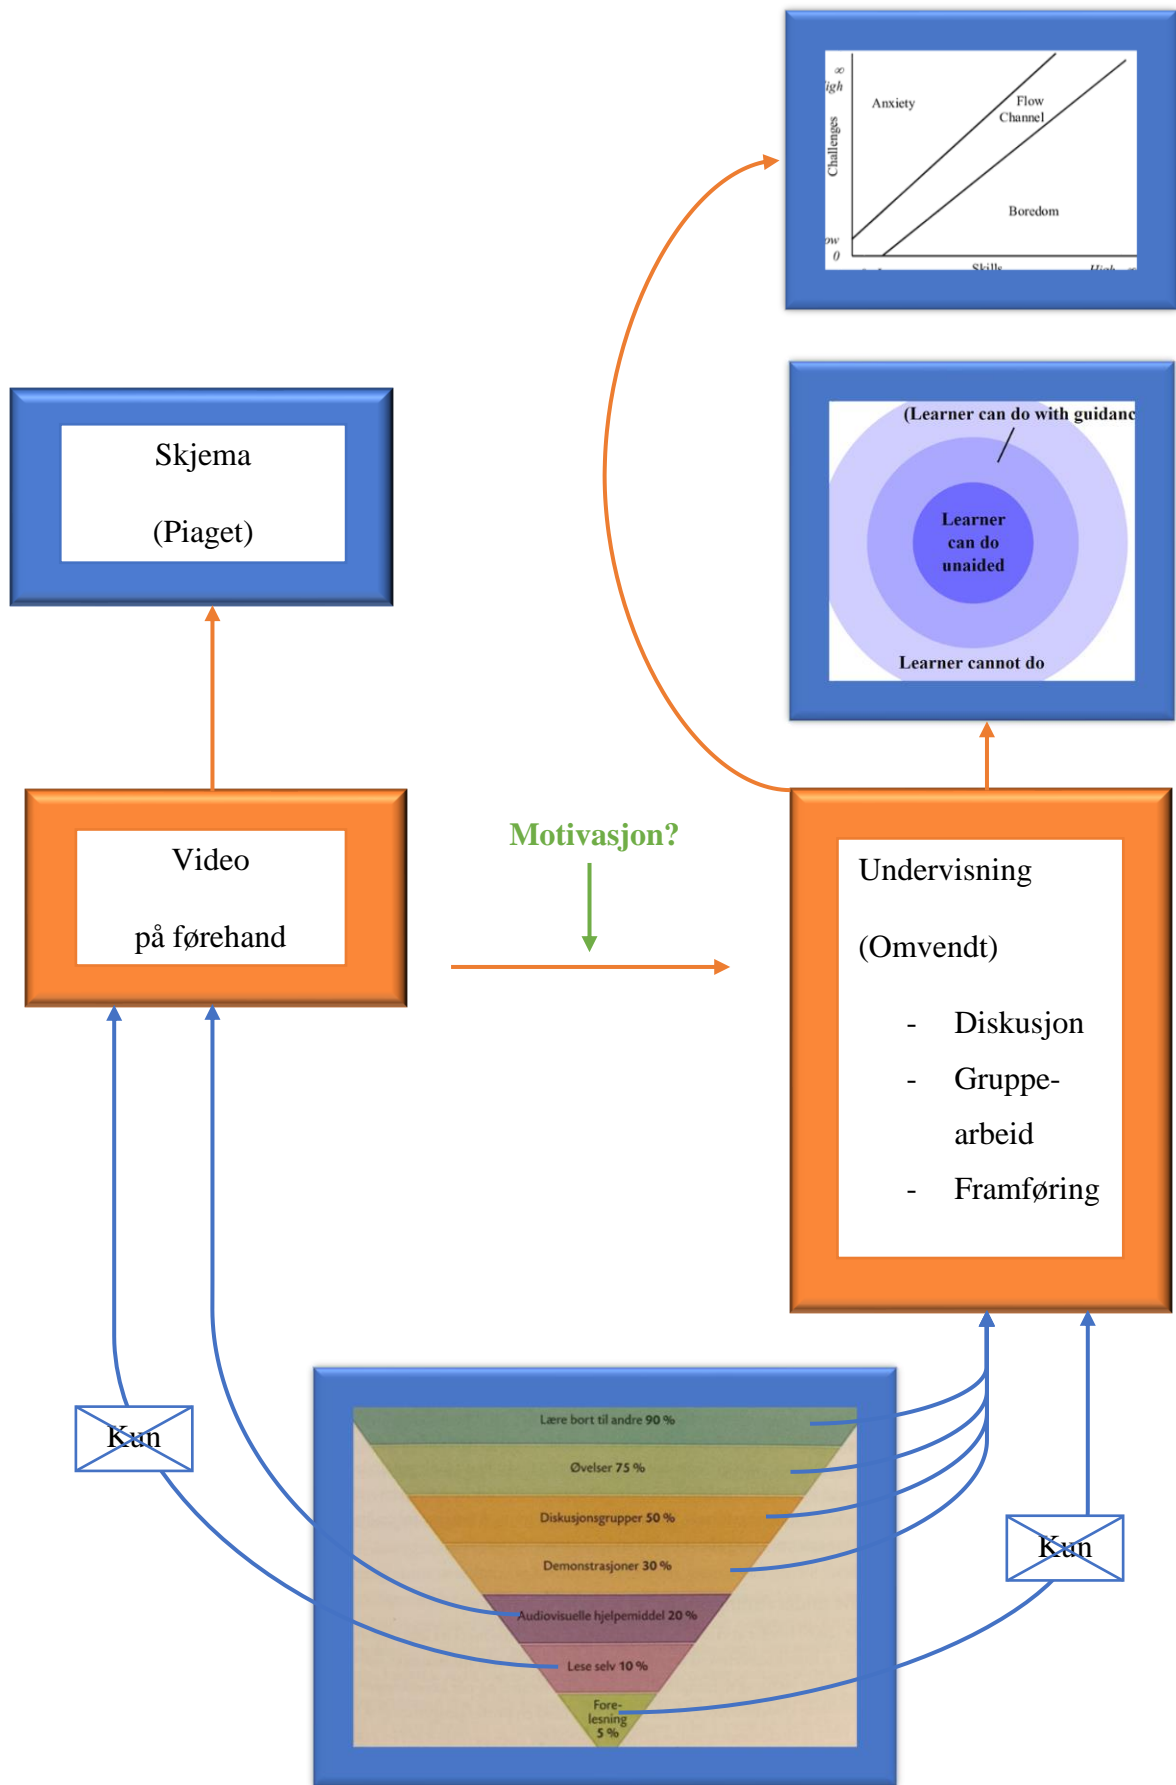 ∞
Anxiety
Flow
Channel
Challenges
Boredom
0
Skills
High
∞
(Learner can do with guidanc
Learner
can do
unaided
Learner cannot do
Skjema
(Piaget)
Video
på førehand
Motivasjon?
Undervisning
(Omvendt)
- Diskusjon
- Gruppe-
arbeid
- Framføring
Kun
Kun
Lære bort til andre 90 %
Øvelser 75 %
Diskusjonsgrupper 50 %
Demonstrasjoner 30 %
Audiovisuelle hjelpemiddel 20 %
Lese selv 10 %
Fore-
lesning
5 %